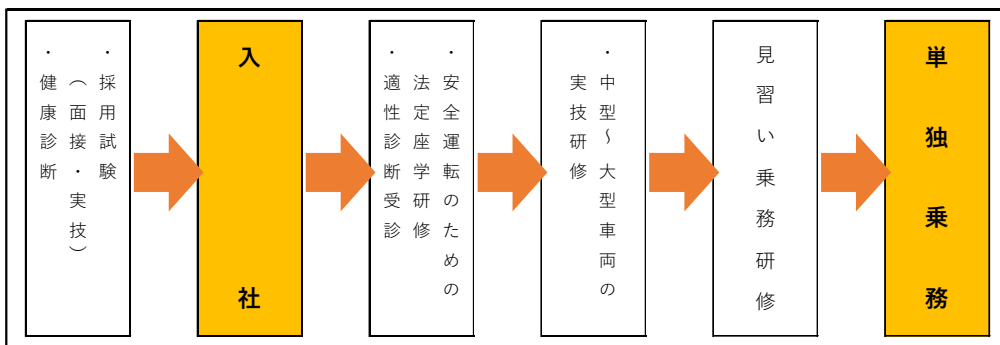 ・採用試験
（面接・実技）
・健康診断
入社
・安全運転のための
法定座学研修
・適性診断受診
・中型～大型車両の
実技研修
見習い乗務研修
単独乗務